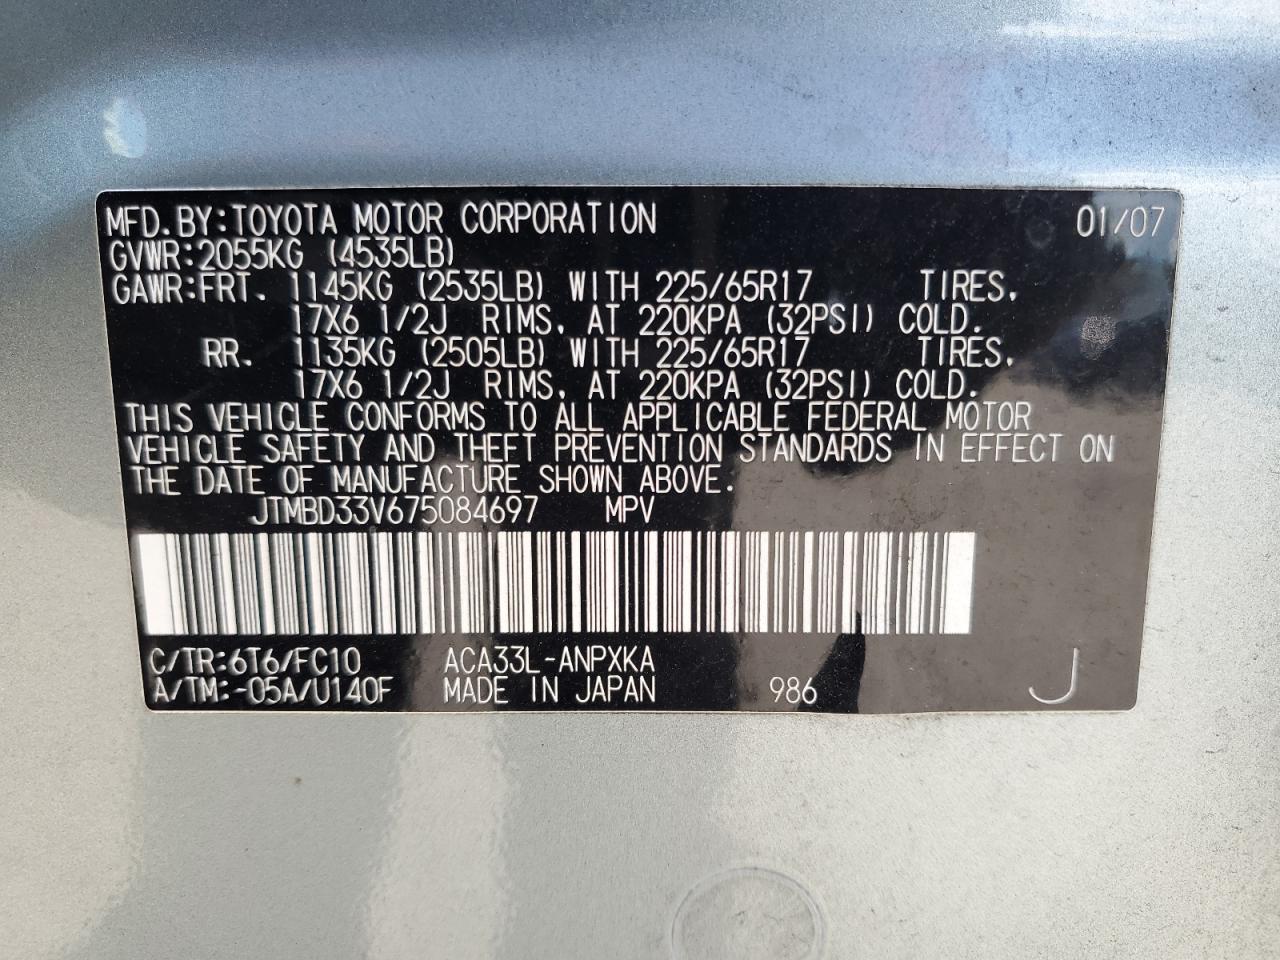 MFD.BY:TOYOTA MOTOR CORPORATION 01/07
GVWR:2055KG (4535LB)
GAWR:FRT. 1145KG (2535LB) WITH 225/65R17 TIRES,
17X6 1/2J RIMS, AT 220KPA (32PSI) COLD.
RR. 1135KG (2505LB) WITH 225/65R17 TIRES,
17X6 1/2J RIMS, AT 220KPA (32PSI) COLD.
THIS VEHICLE CONFORMS TO ALL APPLICABLE FEDERAL MOTOR
VEHICLE SAFETY AND THEFT PREVENTION STANDARDS IN EFFECT ON
THE DATE OF MANUFACTURE SHOWN ABOVE.
JTMBD33V675084697 MPV
C/TR:6T6/FC10 ACA33L-ANPXKA
A/TM:-05A/U140F MADE IN JAPAN 986 J